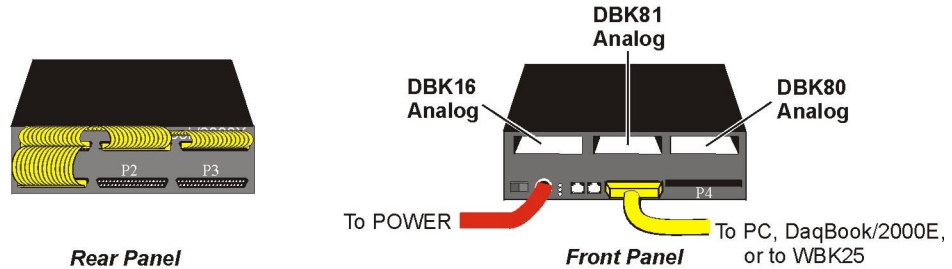 DBK81
Analog
DBK16
Analog
DBK80
Analog
P2
P3
P4
To POWER
To PC, DaqBook/2000E,
or to WBK25
Rear Panel
Front Panel